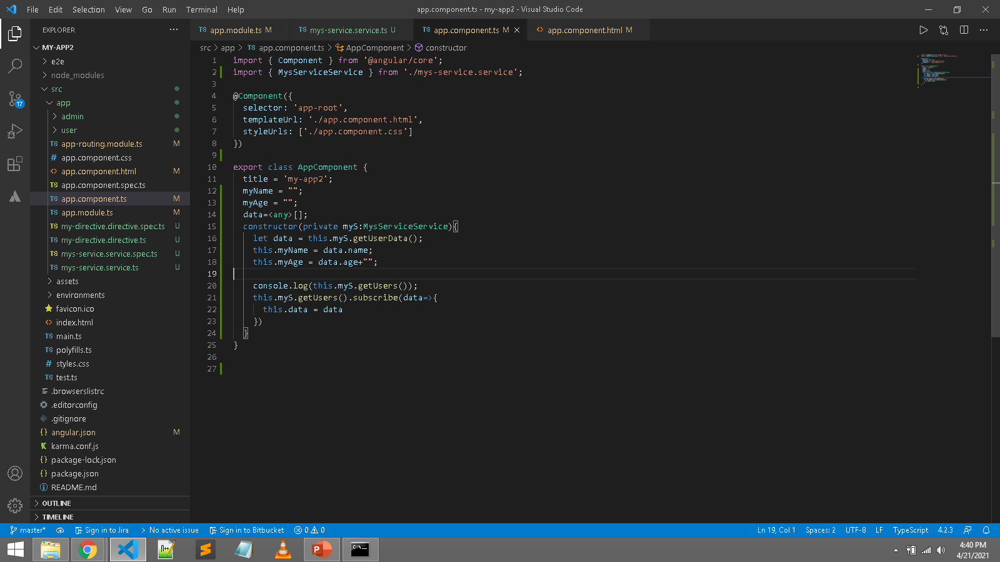 File Edit Selection View Go Run Terminal Help
app.component.ts - my-app2 - Visual Studio Code
EXPLORER
MY-APP2
e2e
node_modules
src
app
admin
user
TS app-routing.module.ts M
# app.component.css
<> app.component.html M
TS app.component.spec.ts
TS app.component.ts M
TS app.module.ts M
TS my-directive.directive.spec.ts U
TS my-directive.directive.ts U
TS mys-service.service.spec.ts U
TS mys-service.service.ts U
assets
environments
favicon.ico
<> index.html
TS main.ts
TS polyfills.ts
# styles.css
TS test.ts
.browserslistrc
.editorconfig
.gitignore
{} angular.json M
K karma.conf.js
{} package-lock.json
{} package.json
README.md
OUTLINE
TIMELINE
17
TS app.module.ts M
TS mys-service.service.ts U
TS app.component.ts M
<> app.component.html M
src > app > TS app.component.ts > AppComponent > constructor
1 import { Component } from '@angular/core';
2 import { MysServiceService } from './mys-service.service';
3
4 @Component({
5 selector: 'app-root',
6 templateUrl: './app.component.html',
7 styleUrls: ['./app.component.css']
8 })
9
10 export class AppComponent {
11 title = 'my-app2';
12 myName = "";
13 myAge = "";
14 data=<any>[];
15 constructor(private myS:MysServiceService){
16 let data = this.myS.getUserData();
17 this.myName = data.name;
18 this.myAge = data.age+"";
19
20 console.log(this.myS.getUsers());
21 this.myS.getUsers().subscribe(data=>{
22 this.data = data
23 })
24 }
25 }
26
27
master* Sign in to Jira No active issue Sign in to Bitbucket 0 0
Ln 19, Col 1 Spaces: 2 UTF-8 LF TypeScript 4.2.3
C:\
4:40 PM
4/21/2021